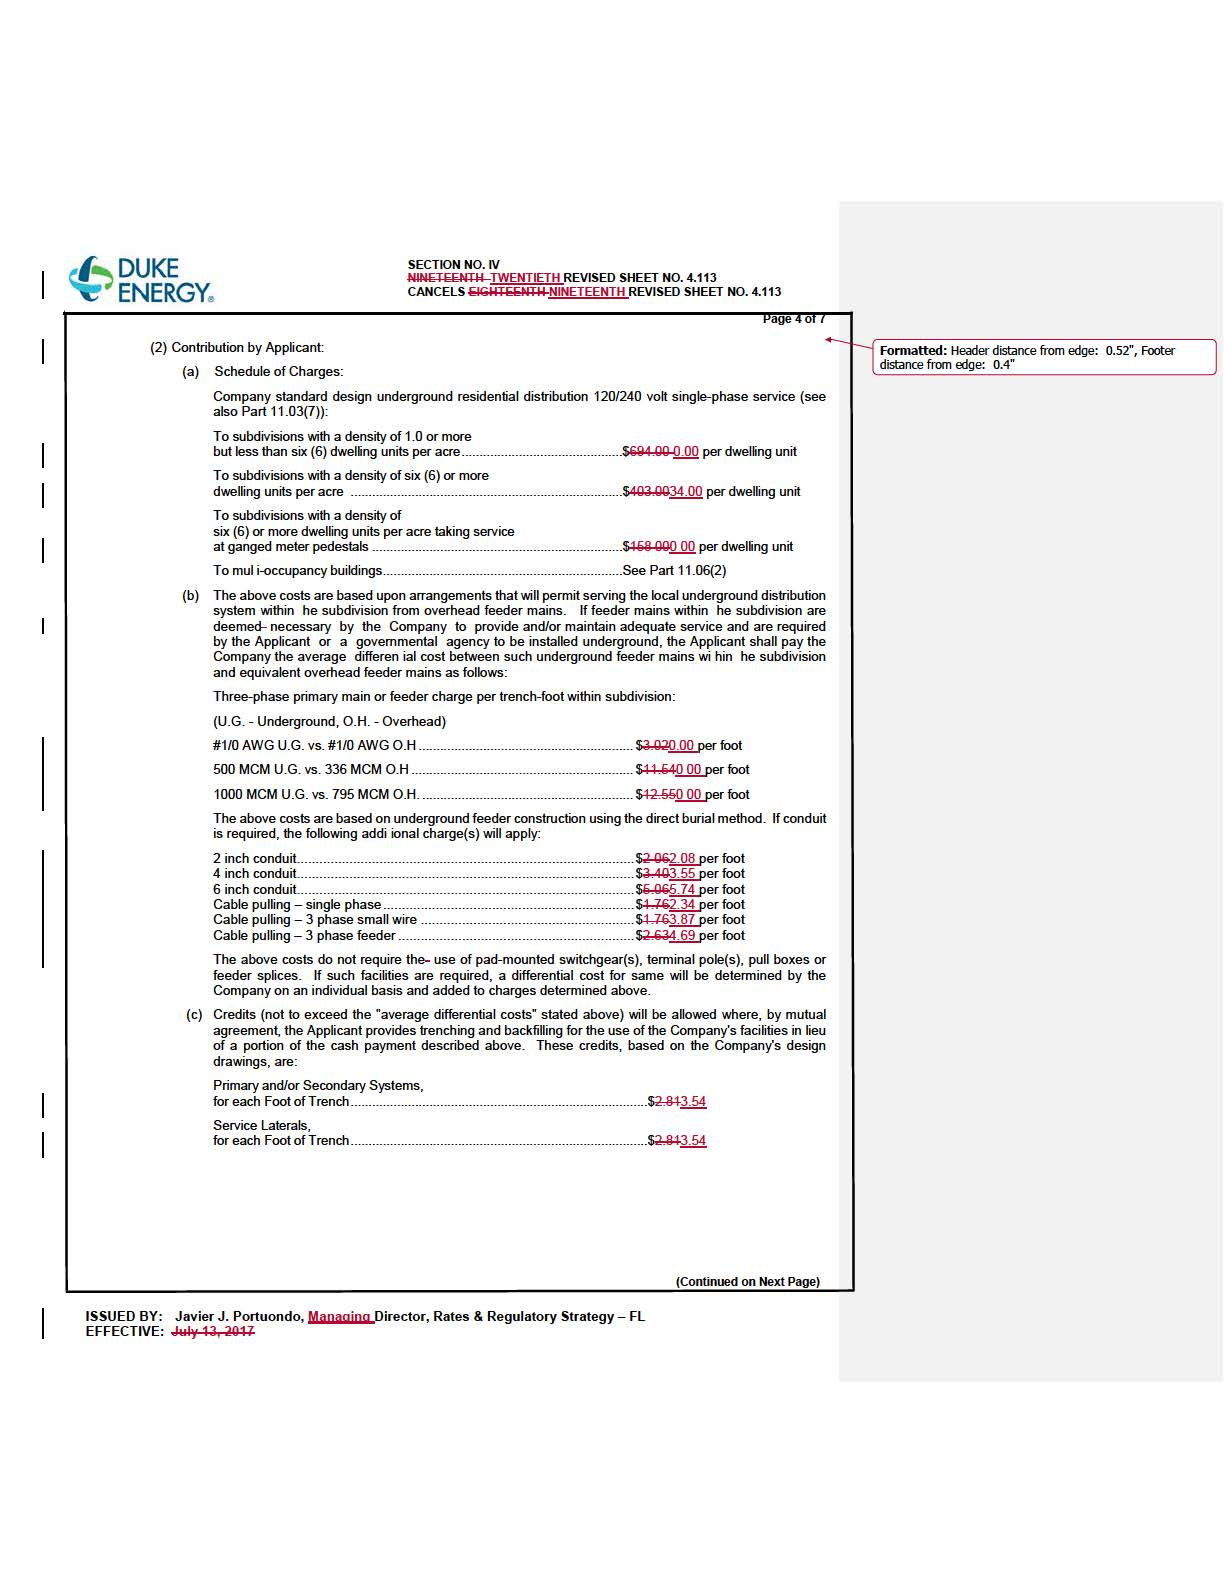 DUKE
ENERGY®
SECTION NO. IV
NINETEENTH TWENTIETH REVISED SHEET NO. 4.113
CANCELS EIGHTEENTH NINETEENTH REVISED SHEET NO. 4.113
Page 4 of 7
Formatted: Header distance from edge: 0.52", Footer
distance from edge: 0.4"
(2) Contribution by Applicant:
(a) Schedule of Charges:
Company standard design underground residential distribution 120/240 volt single-phase service (see
also Part 11.03(7)):
To subdivisions with a density of 1.0 or more
but less than six (6) dwelling units per acre............................................$694.00 0.00 per dwelling unit
To subdivisions with a density of six (6) or more
dwelling units per acre ............................................$403.0034.00 per dwelling unit
To subdivisions with a density of
six (6) or more dwelling units per acre taking service
at ganged meter pedestals ............................................$158.000 00 per dwelling unit
To mul i-occupancy buildings............................................See Part 11.06(2)
(b) The above costs are based upon arrangements that will permit serving the local underground distribution
system within he subdivision from overhead feeder mains. If feeder mains within he subdivision are
deemed necessary by the Company to provide and/or maintain adequate service and are required
by the Applicant or a governmental agency to be installed underground, the Applicant shall pay the
Company the average differen ial cost between such underground feeder mains wi hin he subdivision
and equivalent overhead feeder mains as follows:
Three-phase primary main or feeder charge per trench-foot within subdivision:
(U.G. - Underground, O.H. - Overhead)
#1/0 AWG U.G. vs. #1/0 AWG O.H ............................................ $3.020.00 per foot
500 MCM U.G. vs. 336 MCM O.H ............................................ $11.540 00 per foot
1000 MCM U.G. vs. 795 MCM O.H. ............................................ $12.550 00 per foot
The above costs are based on underground feeder construction using the direct burial method. If conduit
is required, the following addi ional charge(s) will apply:
2 inch conduit............................................$2.062.08 per foot
4 inch conduit............................................$3.403.55 per foot
6 inch conduit............................................$5.065.74 per foot
Cable pulling – single phase............................................$1.762.34 per foot
Cable pulling – 3 phase small wire ............................................$1.763.87 per foot
Cable pulling – 3 phase feeder ............................................$2.634.69 per foot
The above costs do not require the use of pad-mounted switchgear(s), terminal pole(s), pull boxes or
feeder splices. If such facilities are required, a differential cost for same will be determined by the
Company on an individual basis and added to charges determined above.
(c) Credits (not to exceed the "average differential costs" stated above) will be allowed where, by mutual
agreement, the Applicant provides trenching and backfilling for the use of the Company's facilities in lieu
of a portion of the cash payment described above. These credits, based on the Company's design
drawings, are:
Primary and/or Secondary Systems,
for each Foot of Trench............................................$2.813.54
Service Laterals,
for each Foot of Trench............................................$2.813.54
(Continued on Next Page)
ISSUED BY: Javier J. Portuondo, Managing Director, Rates & Regulatory Strategy – FL
EFFECTIVE: July 13, 2017